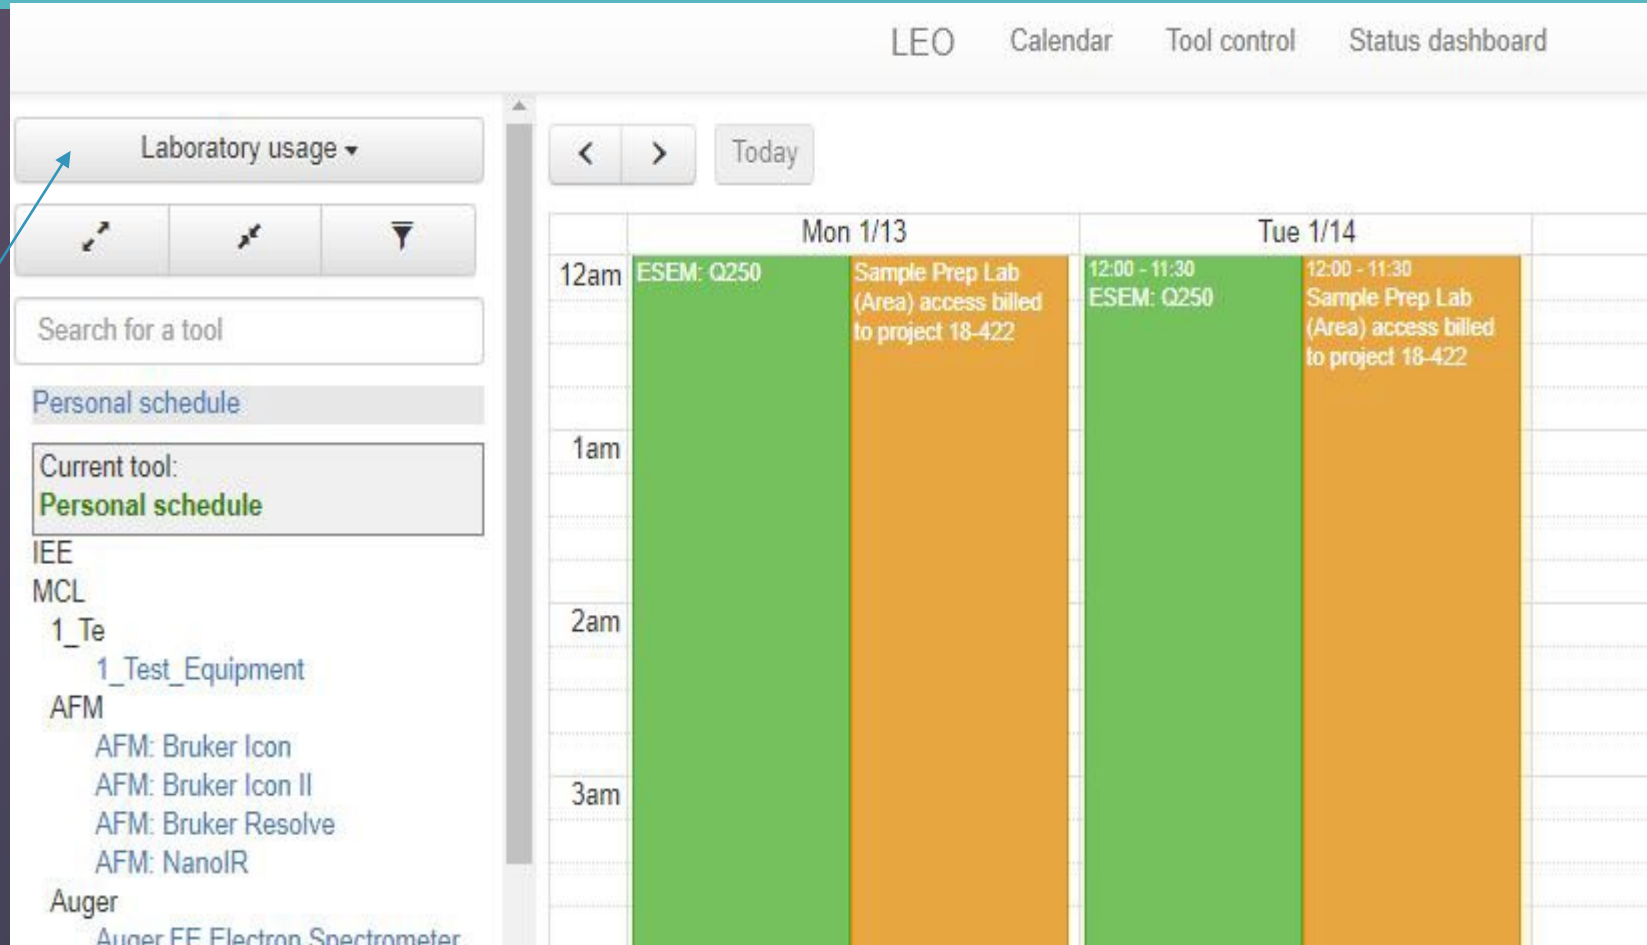 LEO Calendar Tool control Status dashboard
Laboratory usage
Today
Search for a tool
Personal schedule
Current tool:
Personal schedule
IEE
MCL
1_Te
1_Test_Equipment
AFM
AFM: Bruker Icon
AFM: Bruker Icon II
AFM: Bruker Resolve
AFM: NanoIR
Auger
Auger EE Electron Spectrometer
Mon 1/13 Tue 1/14
12am
1am
2am
3am
ESEM: Q250
Sample Prep Lab
(Area) access billed
to project 18-422
12:00 - 11:30
ESEM: Q250
12:00 - 11:30
Sample Prep Lab
(Area) access billed
to project 18-422